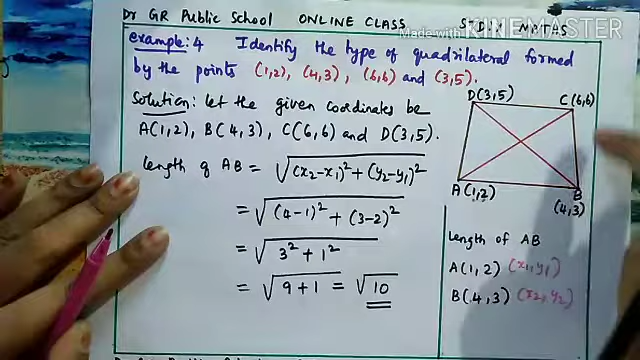 Dr GR Public School ONLINE CLASS STD IX MATHS
Made with KINEMASTER
example: 4 Identify the type of quadrilateral formed
by the points (1,2), (4,3), (6,6) and (3,5).
Solution: let the given coordinates be
A(1,2), B(4,3), C(6,6) and D(3,5).
length of AB = √(x2-x1)² + (y2-y1)²
= √(4-1)² + (3-2)²
= √3² + 1²
= √9+1 = √10
D(3,5) C(6,6)
A(1,2) B
(4,3)
length of AB
A(1,2) (x1,y1)
B(4,3) (x2,y2)